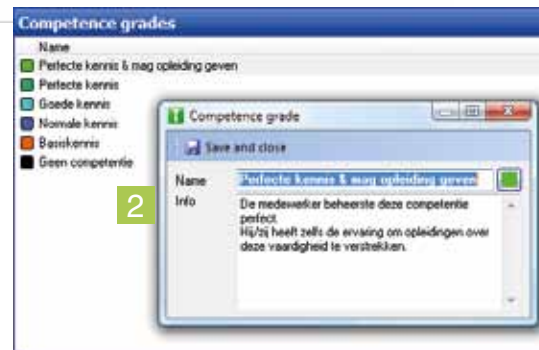 Competence grades
Name
Perfecte kennis & mag opleiding geven
Perfecte kennis
Goede kennis
Normale kennis
Basiskennis
Geen competentie
Competence grade
Save and close
Name Perfecte kennis & mag opleiding geven
2
Info De medewerker beheerste deze competentie
perfect.
Hij/zij heeft zelfs de ervaring om opleidingen over
deze vaardigheid te verstrekken.